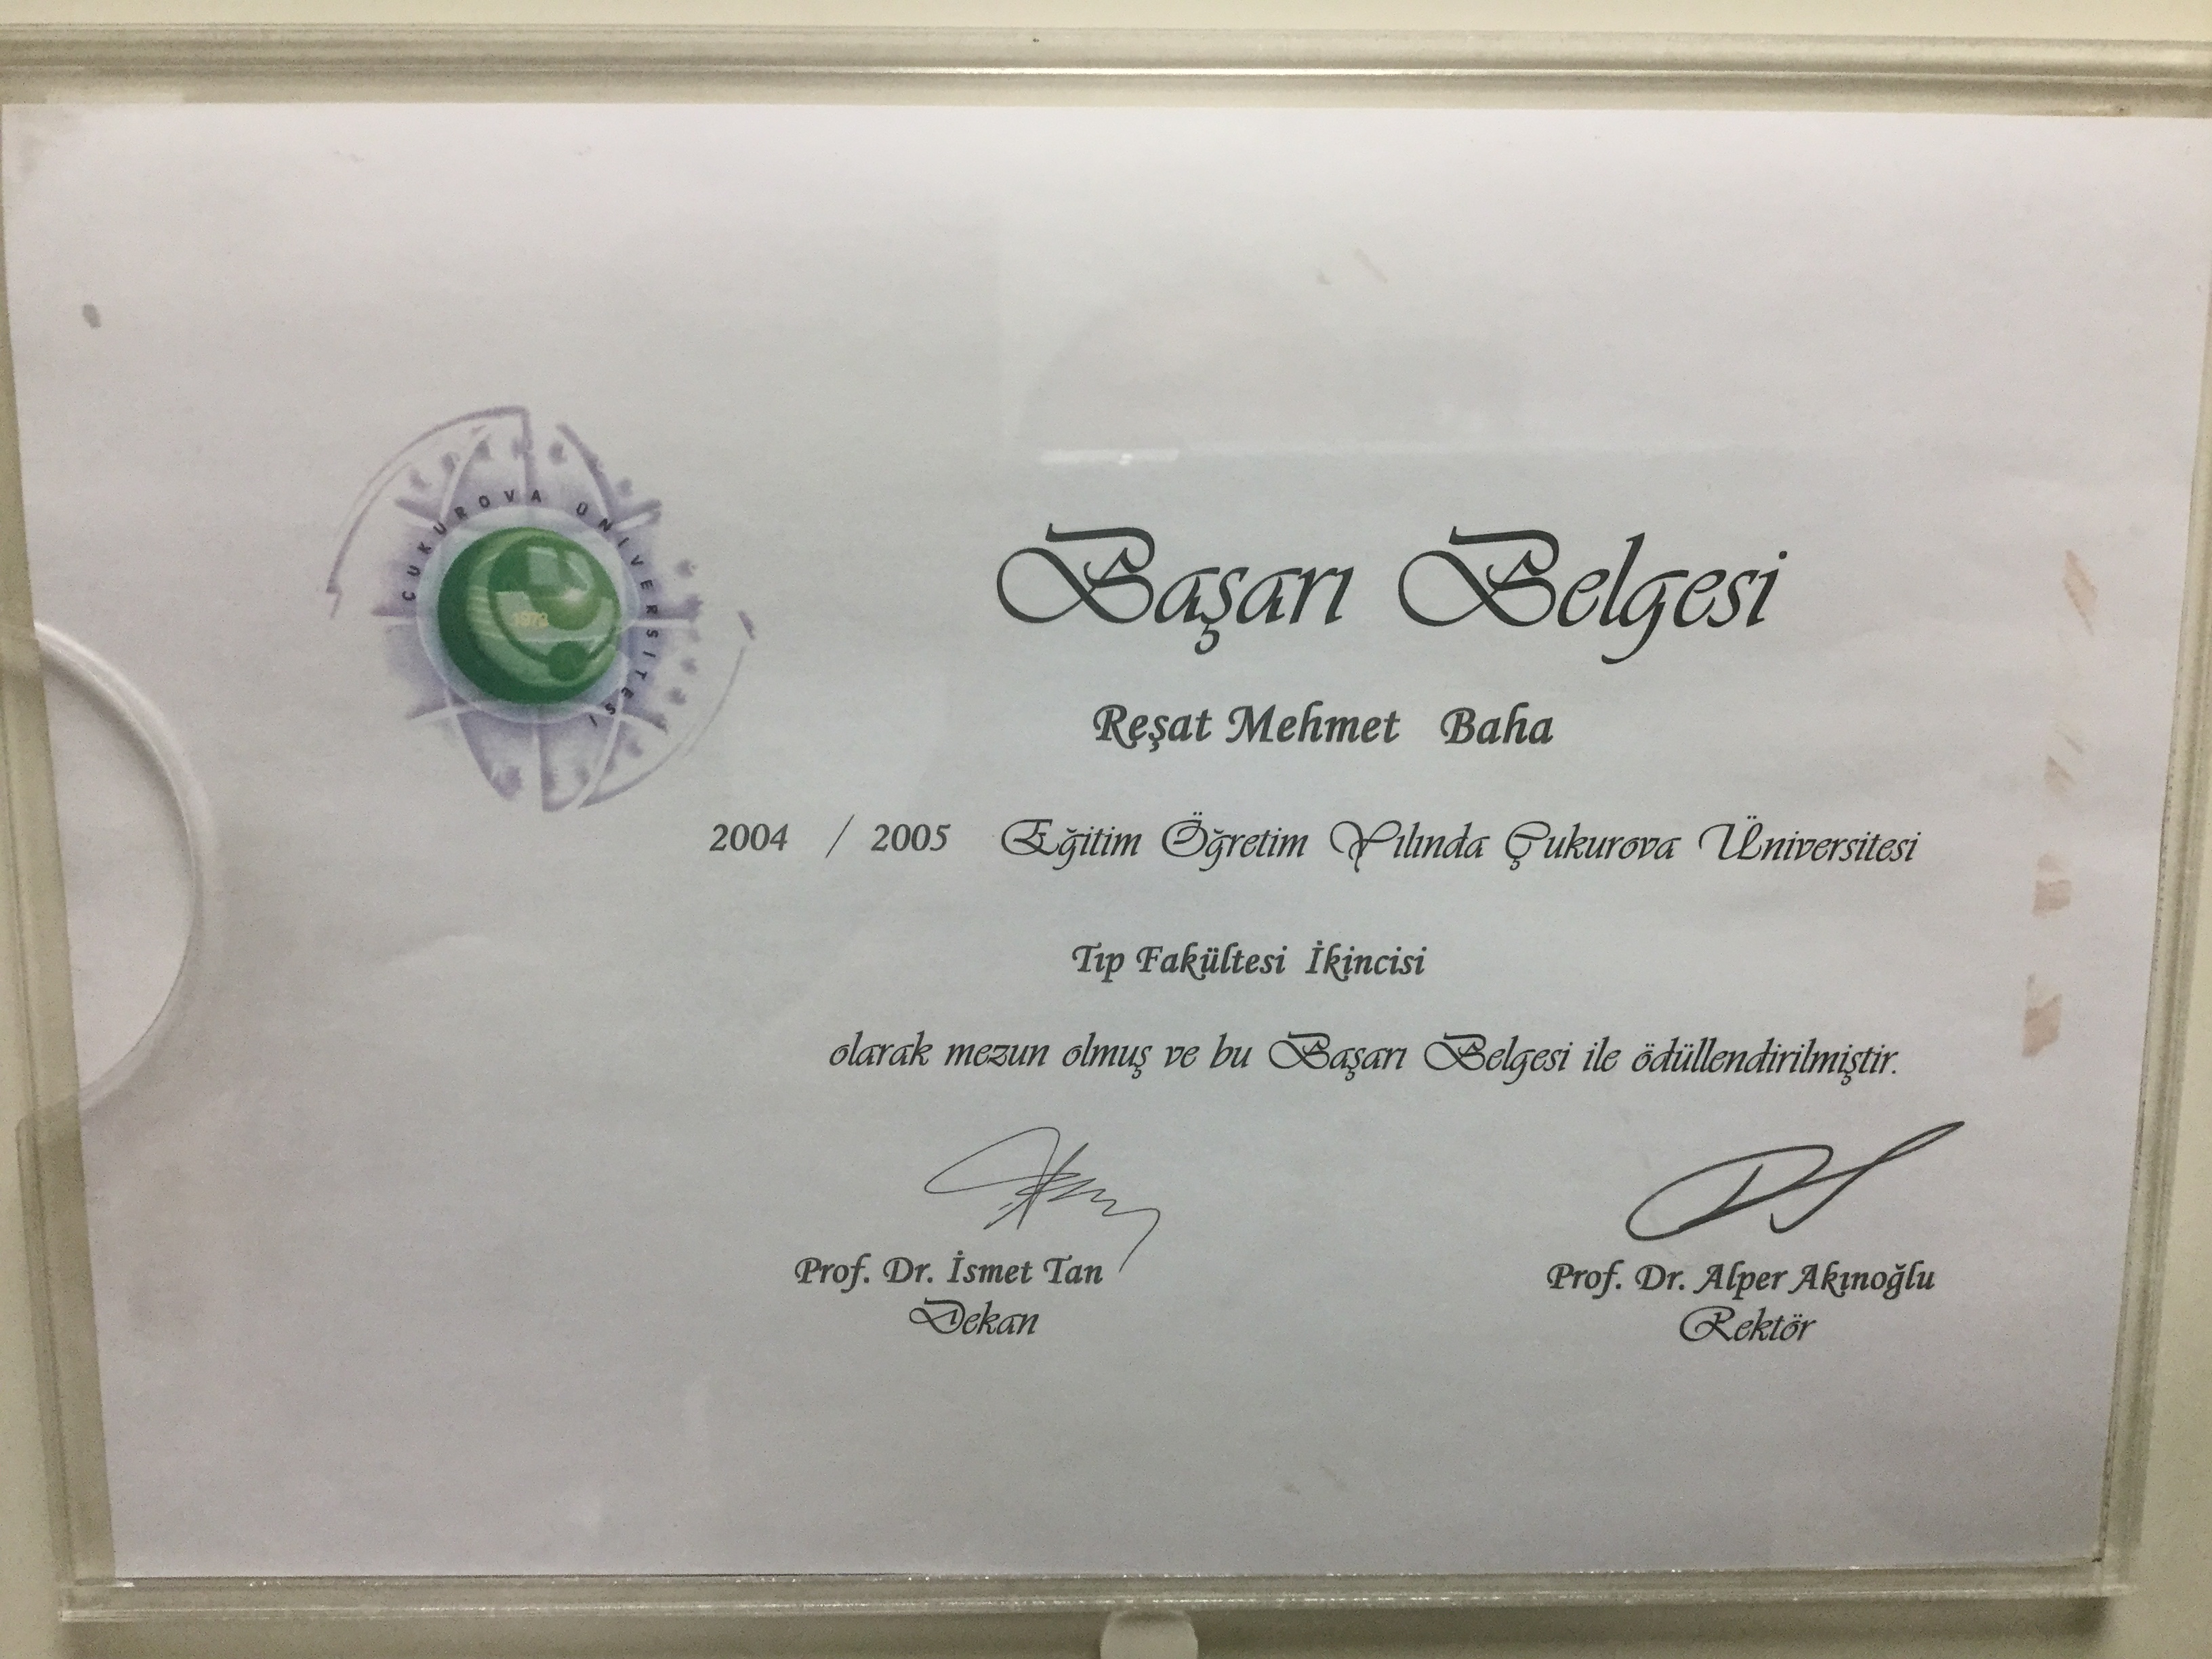 ÇUKUROVA ÜNİVERSİTESİ
1973
Başarı Belgesi
Reşat Mehmet Baha
2004 / 2005 Eğitim Öğretim Yılında Çukurova Üniversitesi
Tıp Fakültesi İkincisi
olarak mezun olmuş ve bu Başarı Belgesi ile ödüllendirilmiştir.
Prof. Dr. İsmet Tan
Dekan
Prof. Dr. Alper Akınoğlu
Rektör